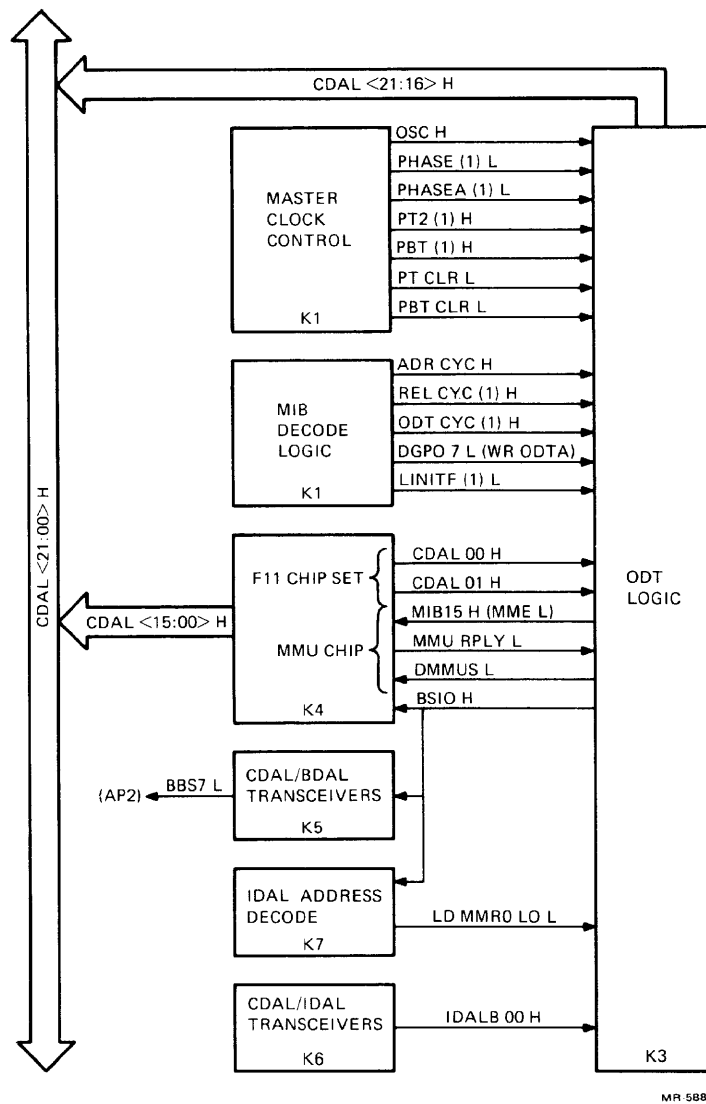 CDAL <21:16> H
CDAL <21:00> H
MASTER
CLOCK
CONTROL
K1
OSC H
PHASE (1) L
PHASEA (1) L
PT2 (1) H
PBT (1) H
PT CLR L
PBT CLR L
MIB
DECODE
LOGIC
K1
ADR CYC H
REL CYC (1) H
ODT CYC (1) H
DGPO 7 L (WR ODTA)
LINITF (1) L
CDAL <15:00> H
F11 CHIP SET
MMU CHIP
K4
CDAL 00 H
CDAL 01 H
MIB15 H (MME L)
MMU RPLY L
DMMUS L
BSIO H
ODT
LOGIC
(AP2)
BBS7 L
CDAL/BDAL
TRANSCEIVERS
K5
IDAL ADDRESS
DECODE
K7
LD MMR0 LO L
CDAL/IDAL
TRANSCEIVERS
K6
IDALB 00 H
K3